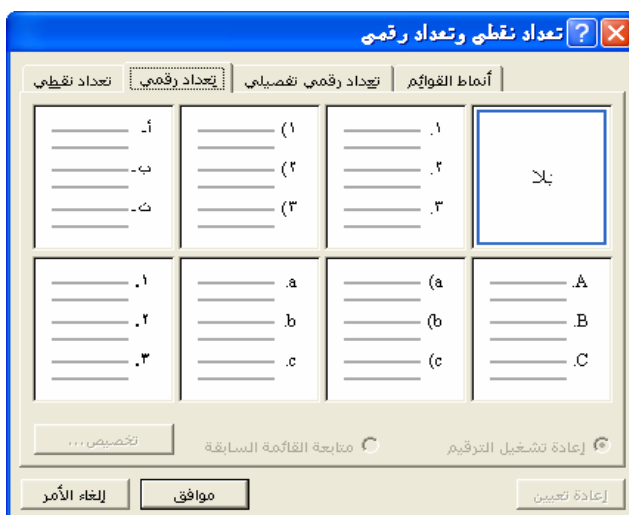 تعداد نقطي وتعداد رقمي
أنماط القوائم تعداد رقمي تفصيلي تعداد رقمي تعداد نقطي
بلا
١.
٢.
٣.
١)
٢)
٣)
أ-
ب-
ت-
A.
B.
C.
a)
b)
c)
a.
b.
c.
١.
٢.
٣.
إعادة تشغيل الترقيم متابعة القائمة السابقة تخصيص...
إعادة تعيين موافق إلغاء الأمر